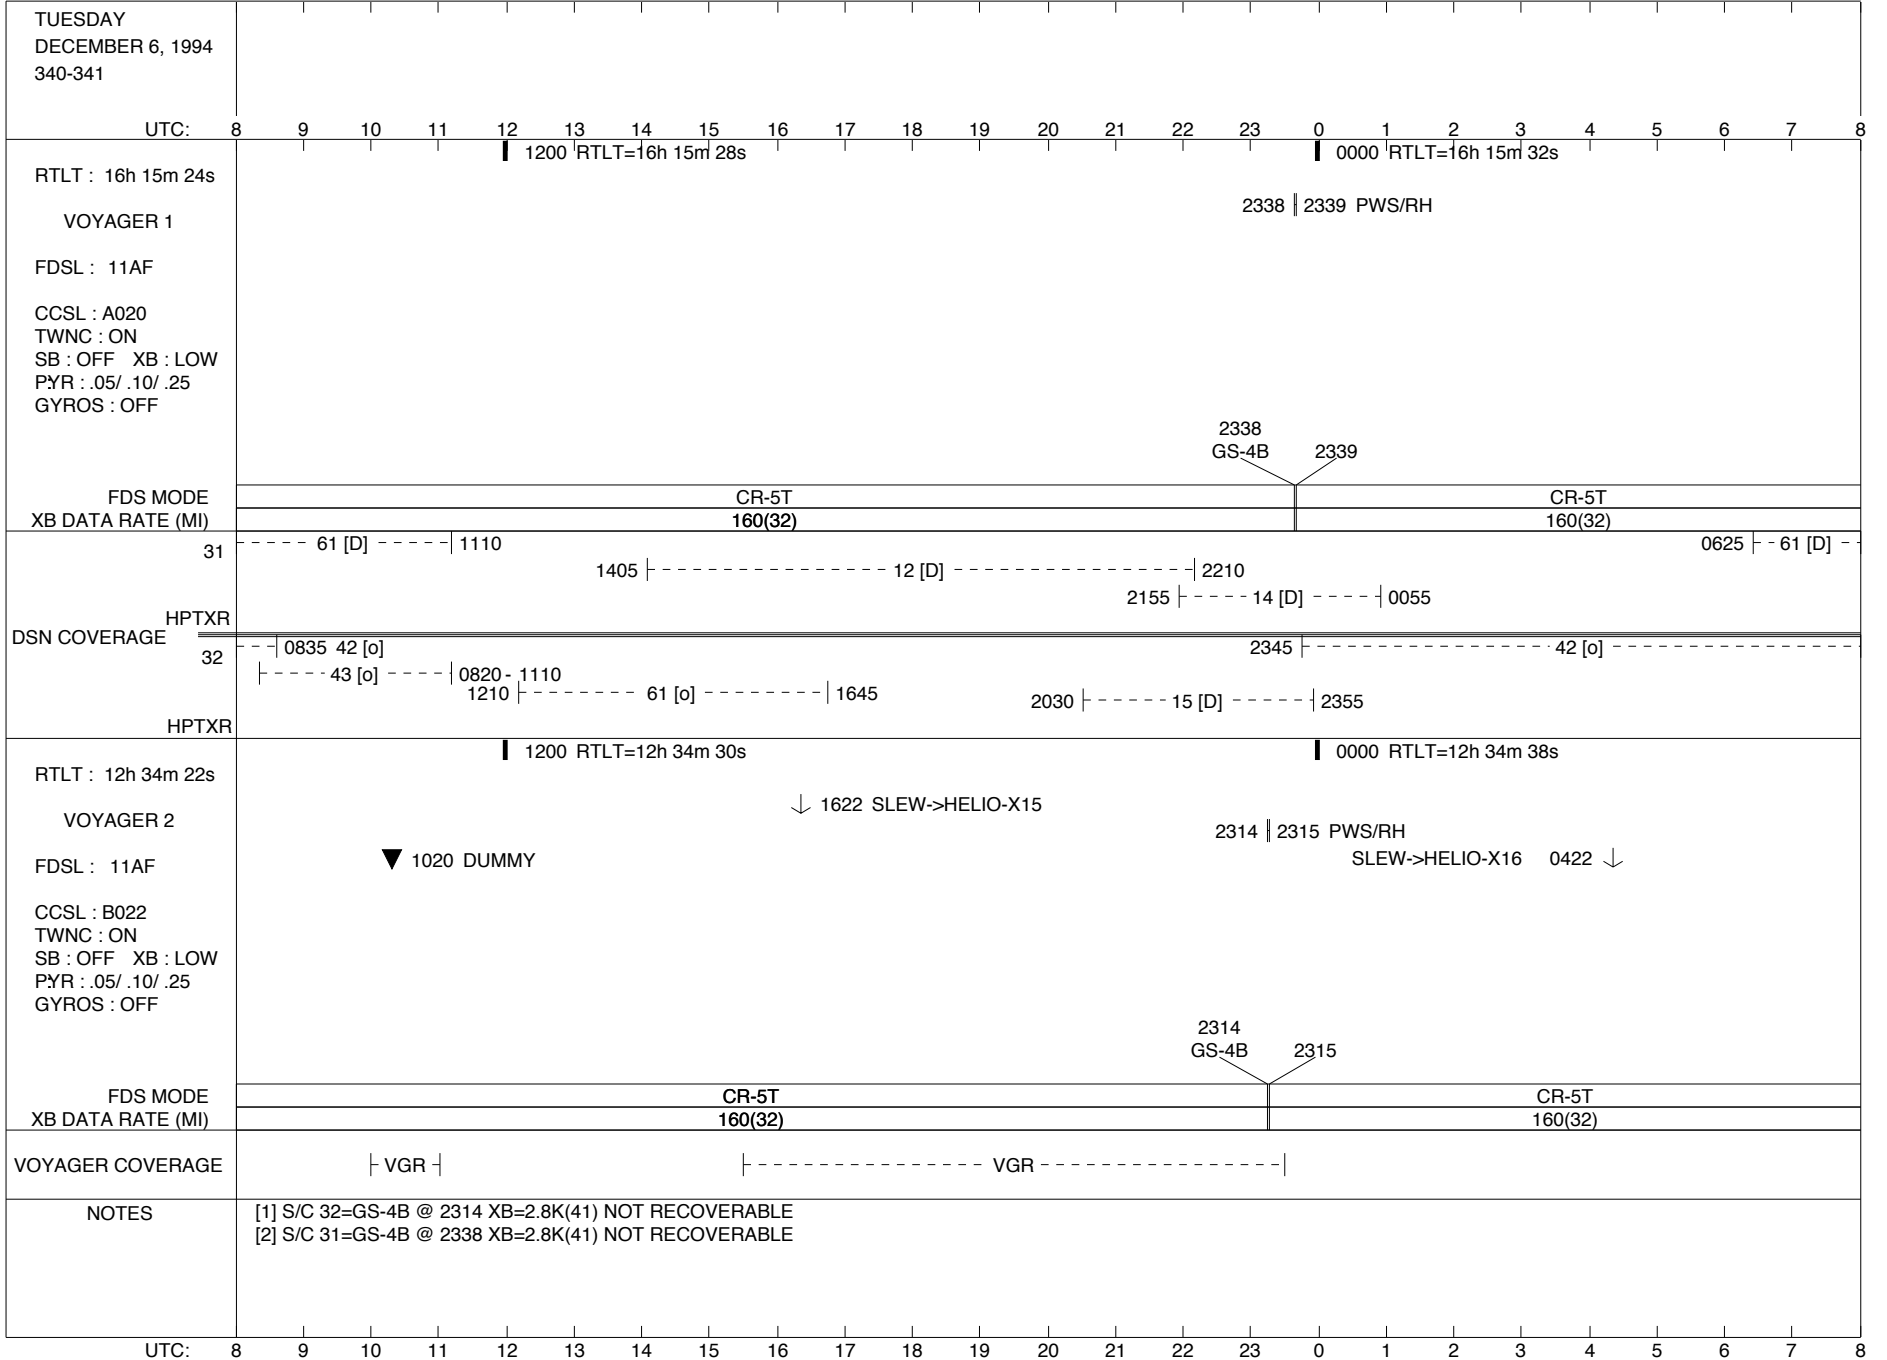 TUESDAY
DECEMBER 6, 1994
340-341
UTC: 8 9 10 11 12 13 14 15 16 17 18 19 20 21 22 23 0 1 2 3 4 5 6 7 8
1200 RTLT=16h 15m 28s 0000 RTLT=16h 15m 32s
RTLT : 16h 15m 24s
2338 2339 PWS/RH
VOYAGER 1
FDSL : 11AF
CCSL : A020
TWNC : ON
SB : OFF XB : LOW
P:YR : .05/ .10/ .25
GYROS : OFF
2338
GS-4B 2339
FDS MODE CR-5T CR-5T
XB DATA RATE (MI) 160(32) 160(32)
31 61 [D] 1110 0625 61 [D]
1405 12 [D] 2210
2155 14 [D] 0055
HPTXR
DSN COVERAGE
32 0835 42 [o] 2345 42 [o]
43 [o] 0820 - 1110
1210 61 [o] 1645
2030 15 [D] 2355
HPTXR
1200 RTLT=12h 34m 30s 0000 RTLT=12h 34m 38s
RTLT : 12h 34m 22s
1622 SLEW->HELIO-X15
VOYAGER 2
2314 2315 PWS/RH
1020 DUMMY SLEW->HELIO-X16 0422
FDSL : 11AF
CCSL : B022
TWNC : ON
SB : OFF XB : LOW
P:YR : .05/ .10/ .25
GYROS : OFF
2314
GS-4B 2315
FDS MODE CR-5T CR-5T
XB DATA RATE (MI) 160(32) 160(32)
VOYAGER COVERAGE VGR VGR
NOTES [1] S/C 32=GS-4B @ 2314 XB=2.8K(41) NOT RECOVERABLE
[2] S/C 31=GS-4B @ 2338 XB=2.8K(41) NOT RECOVERABLE
UTC: 8 9 10 11 12 13 14 15 16 17 18 19 20 21 22 23 0 1 2 3 4 5 6 7 8